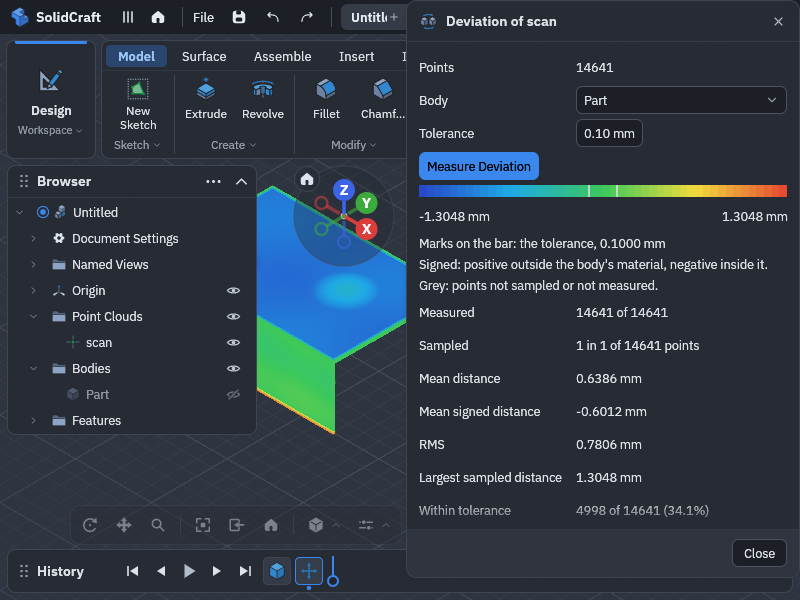 SolidCraft
File
Untitl
Model
Surface
Assemble
Insert
Design
Workspace
New
Sketch
Extrude
Revolve
Fillet
Chamf...
Sketch
Create
Modify
Browser
Untitled
Document Settings
Named Views
Origin
Point Clouds
scan
Bodies
Part
Features
Z
Y
X
History
Deviation of scan
Points 14641
Body Part
Tolerance 0.10 mm
Measure Deviation
-1.3048 mm 1.3048 mm
Marks on the bar: the tolerance, 0.1000 mm
Signed: positive outside the body's material, negative inside it.
Grey: points not sampled or not measured.
Measured 14641 of 14641
Sampled 1 in 1 of 14641 points
Mean distance 0.6386 mm
Mean signed distance -0.6012 mm
RMS 0.7806 mm
Largest sampled distance 1.3048 mm
Within tolerance 4998 of 14641 (34.1%)
Close